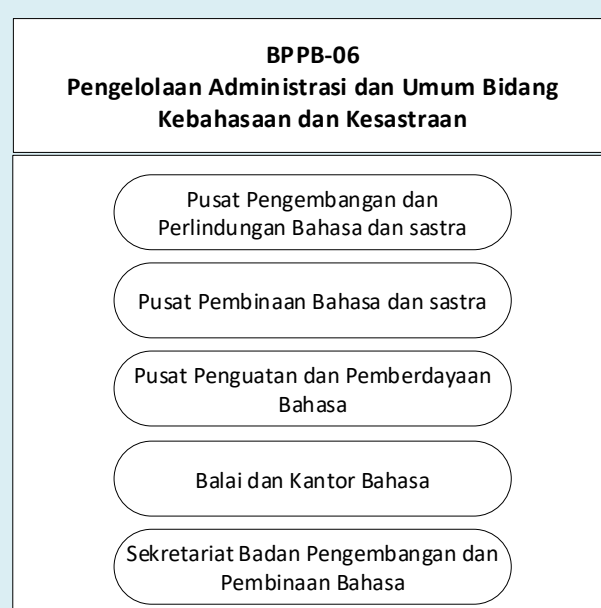 BPPB-06
Pengelolaan Administrasi dan Umum Bidang
Kebahasaan dan Kesastraan
Pusat Pengembangan dan
Perlindungan Bahasa dan sastra
Pusat Pembinaan Bahasa dan sastra
Pusat Penguatan dan Pemberdayaan
Bahasa
Balai dan Kantor Bahasa
Sekretariat Badan Pengembangan dan
Pembinaan Bahasa